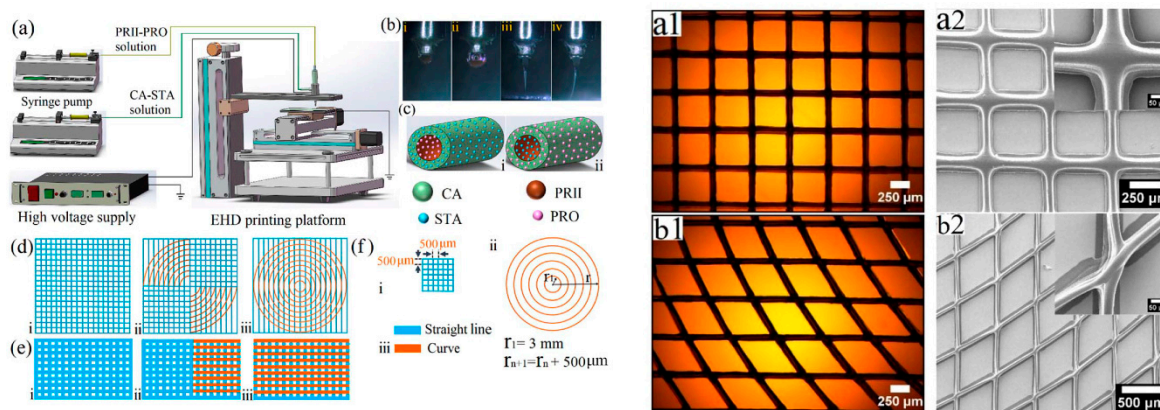 (a)
PRII-PRO
solution
Syringe pump
CA-STA
solution
High voltage supply
EHD printing platform
(b)
i
ii
iii
iv
(c)
i
ii
CA
PRII
STA
PRO
(d)
i
ii
iii
(e)
i
ii
iii
(f)
500μm
500μm
i
ii
r1
r
Straight line
iii
Curve
r1= 3 mm
rn+1=rn + 500μm
a1
250 μm
a2
50 μm
250 μm
b1
250 μm
b2
50 μm
500 μm